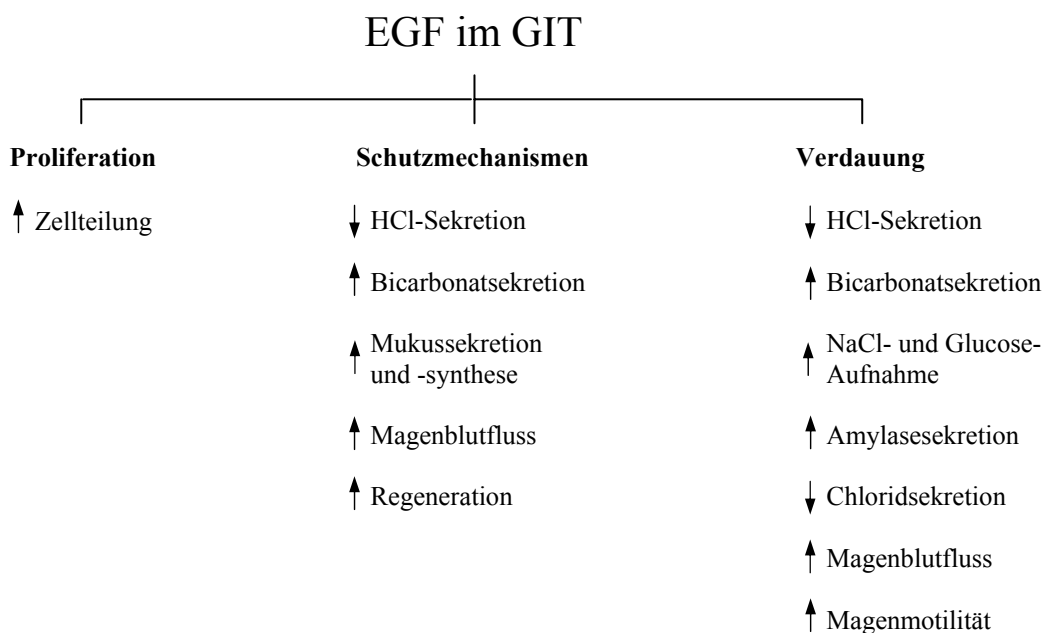 EGF im GIT
Proliferation
↑ Zellteilung
Schutzmechanismen
↓ HCl-Sekretion
↑ Bicarbonatsekretion
↑ Mukussekretion
und -synthese
↑ Magenblutfluss
↑ Regeneration
Verdauung
↓ HCl-Sekretion
↑ Bicarbonatsekretion
↑ NaCl- und Glucose-
Aufnahme
↑ Amylasesekretion
↓ Chloridsekretion
↑ Magenblutfluss
↑ Magenmotilität